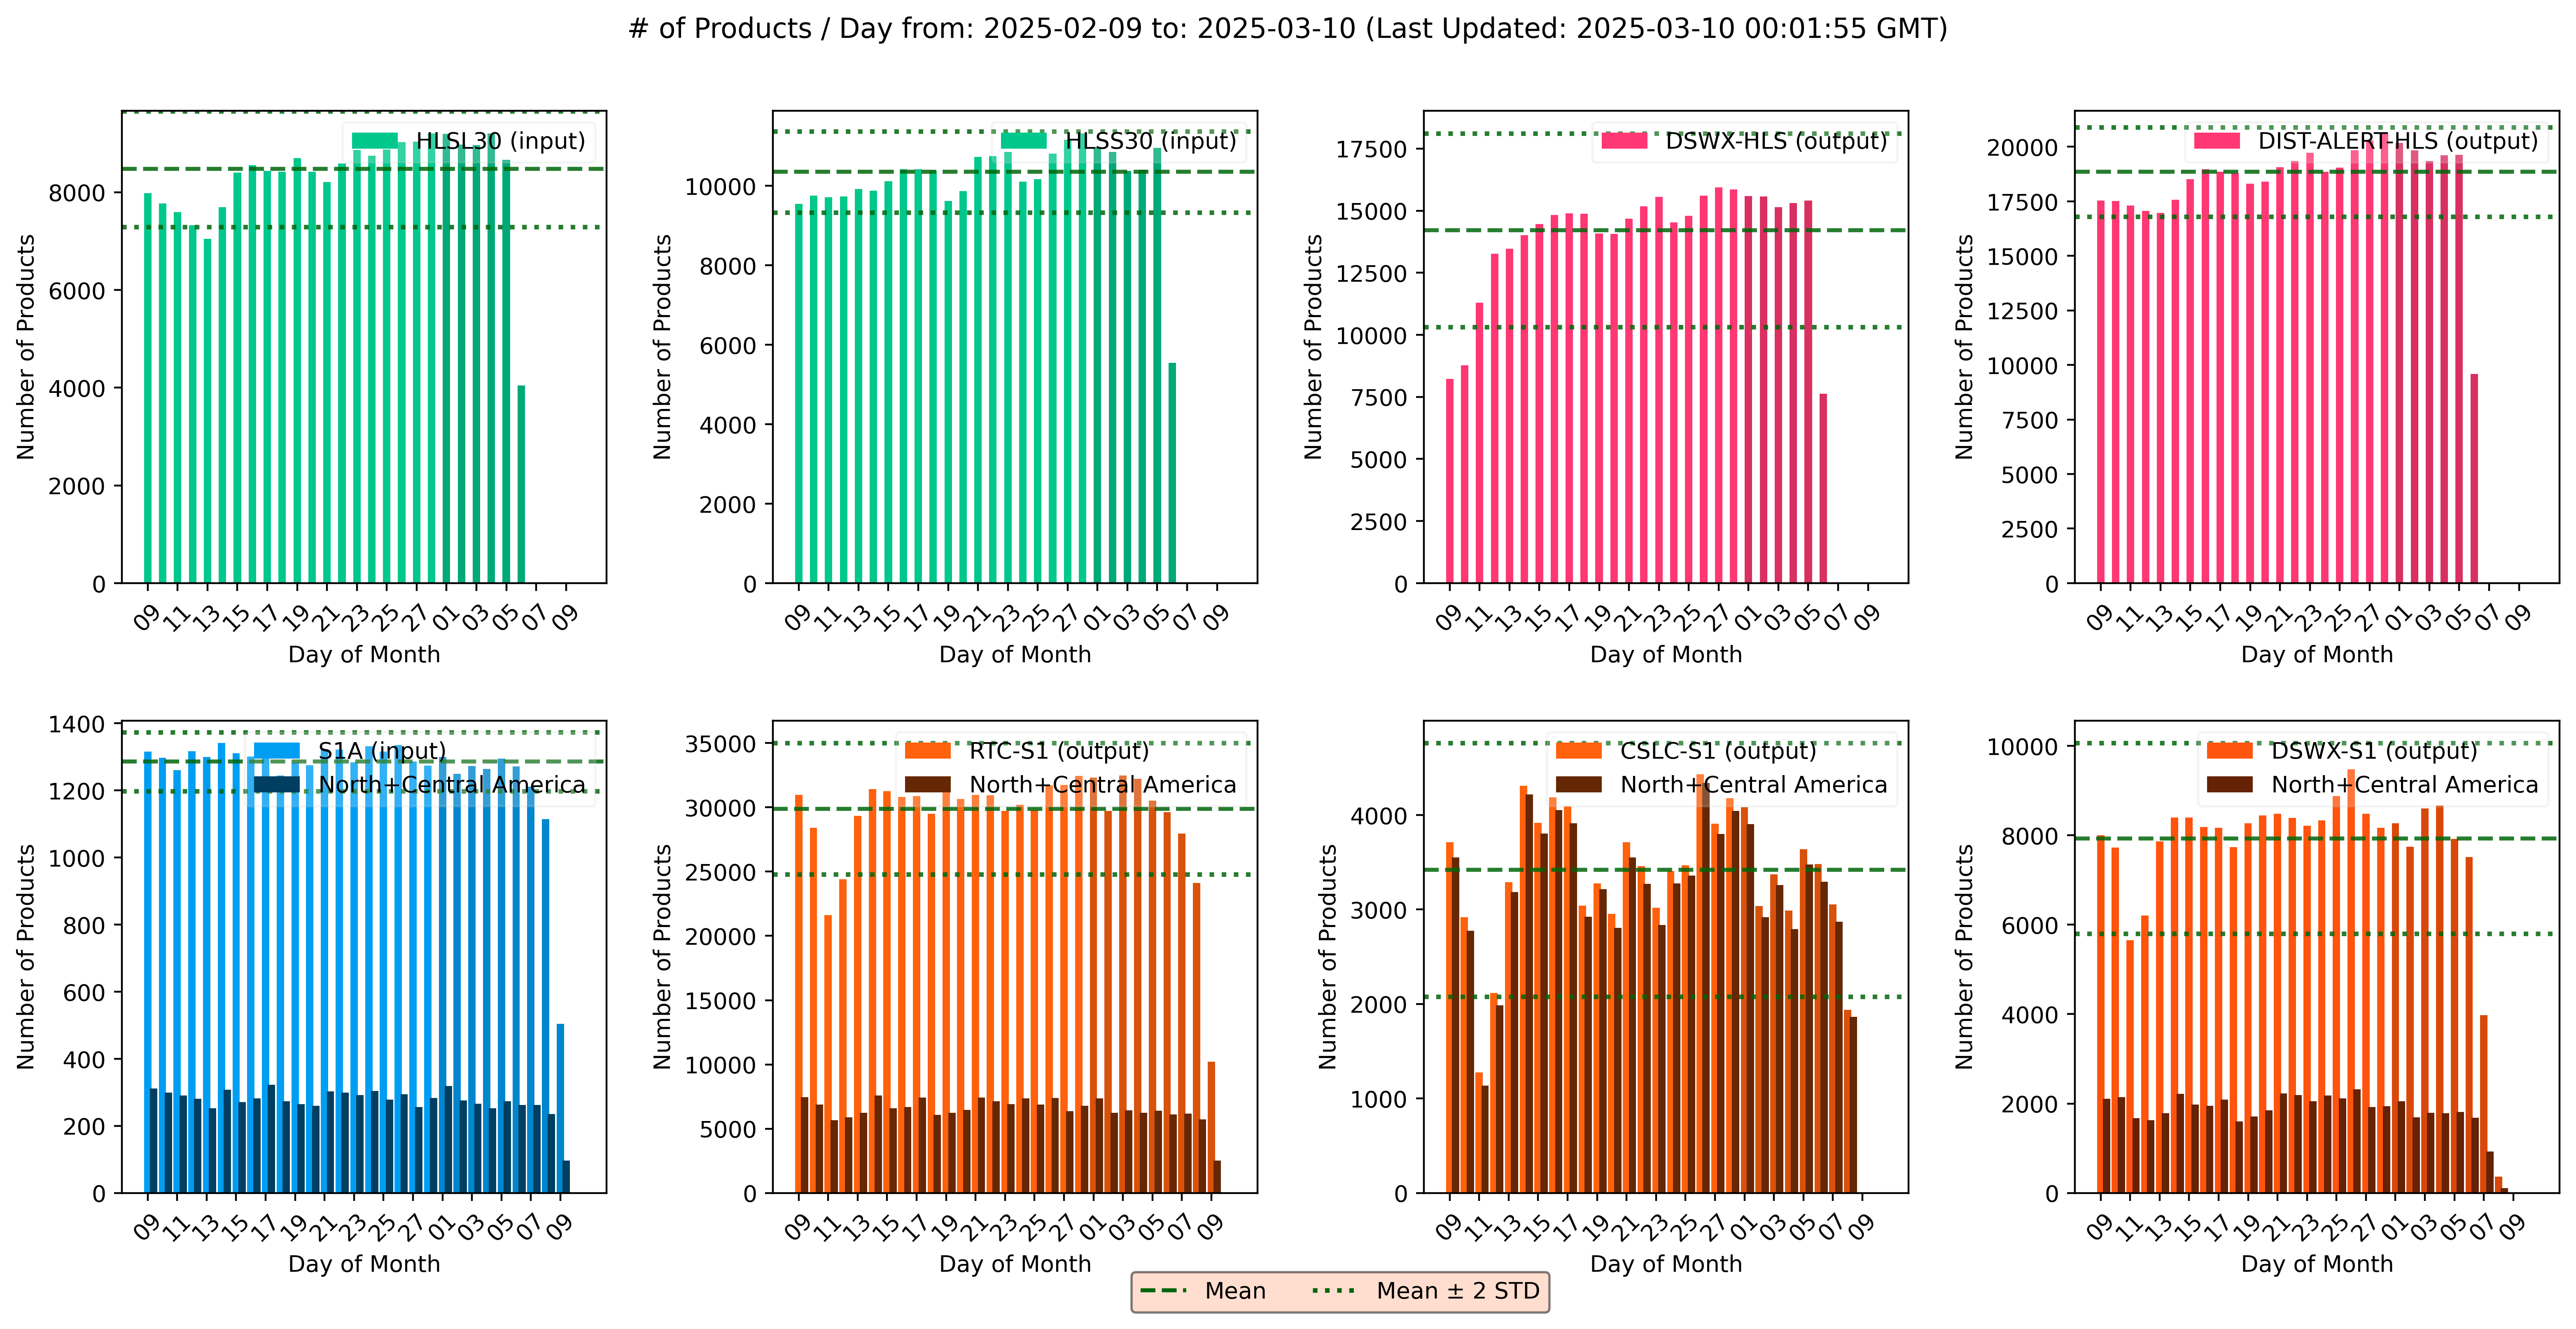 # of Products / Day from: 2025-02-09 to: 2025-03-10 (Last Updated: 2025-03-10 00:01:55 GMT)
HLSL30 (input)
Number of Products
8000
6000
4000
2000
0
09 11 13 15 17 19 21 23 25 27 01 03 05 07 09
Day of Month
HLSS30 (input)
Number of Products
10000
8000
6000
4000
2000
0
09 11 13 15 17 19 21 23 25 27 01 03 05 07 09
Day of Month
DSWX-HLS (output)
Number of Products
17500
15000
12500
10000
7500
5000
2500
0
09 11 13 15 17 19 21 23 25 27 01 03 05 07 09
Day of Month
DIST-ALERT-HLS (output)
Number of Products
20000
17500
15000
12500
10000
7500
5000
2500
0
09 11 13 15 17 19 21 23 25 27 01 03 05 07 09
Day of Month
S1A (input)
North+Central America
Number of Products
1400
1200
1000
800
600
400
200
0
09 11 13 15 17 19 21 23 25 27 01 03 05 07 09
Day of Month
RTC-S1 (output)
North+Central America
Number of Products
35000
30000
25000
20000
15000
10000
5000
0
09 11 13 15 17 19 21 23 25 27 01 03 05 07 09
Day of Month
CSLC-S1 (output)
North+Central America
Number of Products
4000
3000
2000
1000
0
09 11 13 15 17 19 21 23 25 27 01 03 05 07 09
Day of Month
DSWX-S1 (output)
North+Central America
Number of Products
10000
8000
6000
4000
2000
0
09 11 13 15 17 19 21 23 25 27 01 03 05 07 09
Day of Month
Mean
Mean ± 2 STD